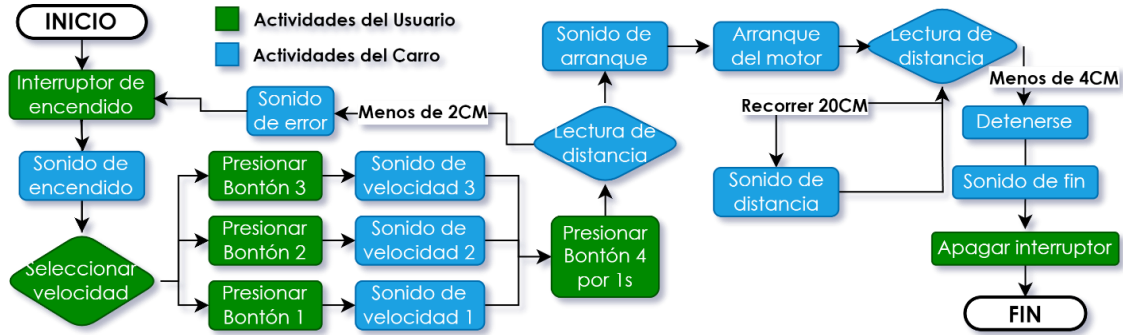 INICIO
Actividades del Usuario
Actividades del Carro
Interruptor de
encendido
Sonido de
encendido
Seleccionar
velocidad
Presionar
Bontón 3
Presionar
Bontón 2
Presionar
Bontón 1
Sonido de
velocidad 3
Sonido de
velocidad 2
Sonido de
velocidad 1
Presionar
Bontón 4
por 1s
Lectura de
distancia
Menos de 2CM
Sonido
de error
Sonido de
arranque
Arranque
del motor
Lectura de
distancia
Recorrer 20CM
Sonido de
distancia
Menos de 4CM
Detenerse
Sonido de fin
Apagar interruptor
FIN